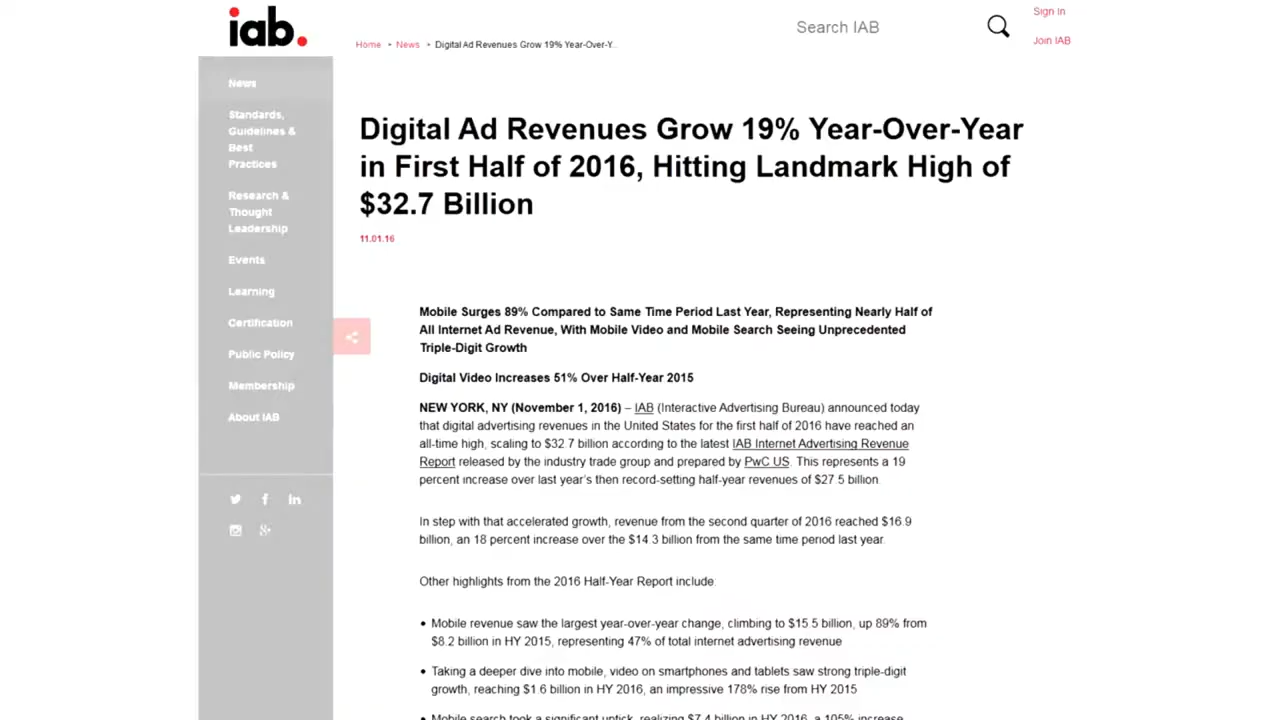 iab.
Search IAB
Sign in
Join IAB
Home • News • Digital Ad Revenues Grow 19% Year-Over-Y...
News
Standards,
Guidelines &
Best
Practices
Research &
Thought
Leadership
Events
Learning
Certification
Public Policy
Membership
About IAB
Digital Ad Revenues Grow 19% Year-Over-Year
in First Half of 2016, Hitting Landmark High of
$32.7 Billion
11.01.16
Mobile Surges 89% Compared to Same Time Period Last Year, Representing Nearly Half of
All Internet Ad Revenue, With Mobile Video and Mobile Search Seeing Unprecedented
Triple-Digit Growth
Digital Video Increases 51% Over Half-Year 2015
NEW YORK, NY (November 1, 2016) – IAB (Interactive Advertising Bureau) announced today
that digital advertising revenues in the United States for the first half of 2016 have reached an
all-time high, scaling to $32.7 billion according to the latest IAB Internet Advertising Revenue
Report released by the industry trade group and prepared by PwC US. This represents a 19
percent increase over last year's then record-setting half-year revenues of $27.5 billion.
In step with that accelerated growth, revenue from the second quarter of 2016 reached $16.9
billion, an 18 percent increase over the $14.3 billion from the same time period last year.
Other highlights from the 2016 Half-Year Report include:
• Mobile revenue saw the largest year-over-year change, climbing to $15.5 billion, up 89% from
$8.2 billion in HY 2015, representing 47% of total internet advertising revenue
• Taking a deeper dive into mobile, video on smartphones and tablets saw strong triple-digit
growth, reaching $1.6 billion in HY 2016, an impressive 178% rise from HY 2015
• Mobile search took a significant uptick, realizing $7.4 billion in HY 2016, a 105% increase